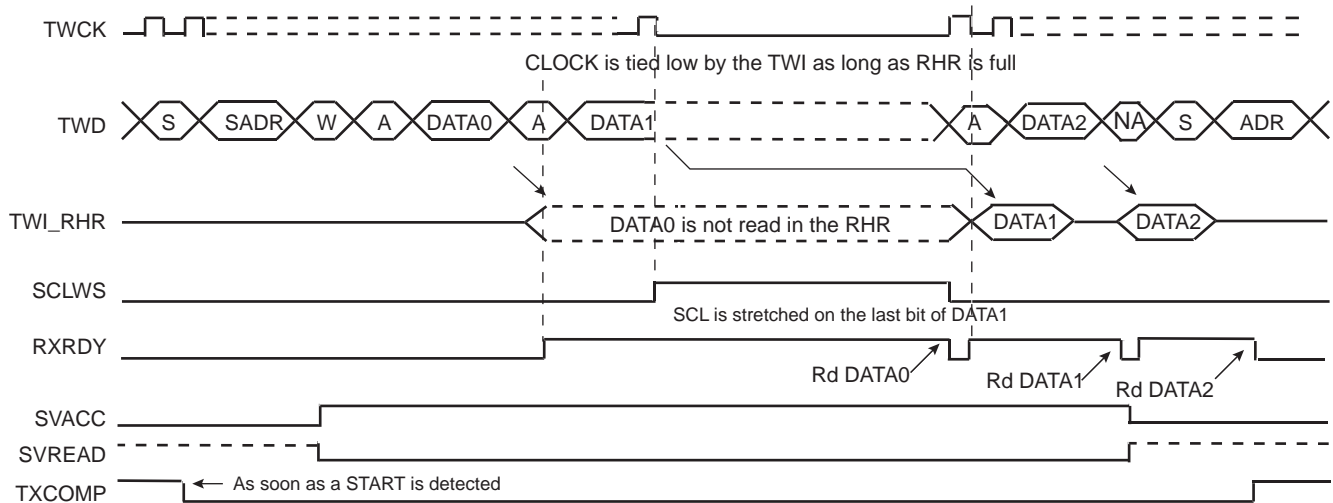 TWCK
CLOCK is tied low by the TWI as long as RHR is full
TWD S SADR W A DATA0 A DATA1 A DATA2 NA S ADR
TWI_RHR DATA0 is not read in the RHR DATA1 DATA2
SCLWS
SCL is stretched on the last bit of DATA1
RXRDY
Rd DATA0 Rd DATA1 Rd DATA2
SVACC
SVREAD
TXCOMP As soon as a START is detected